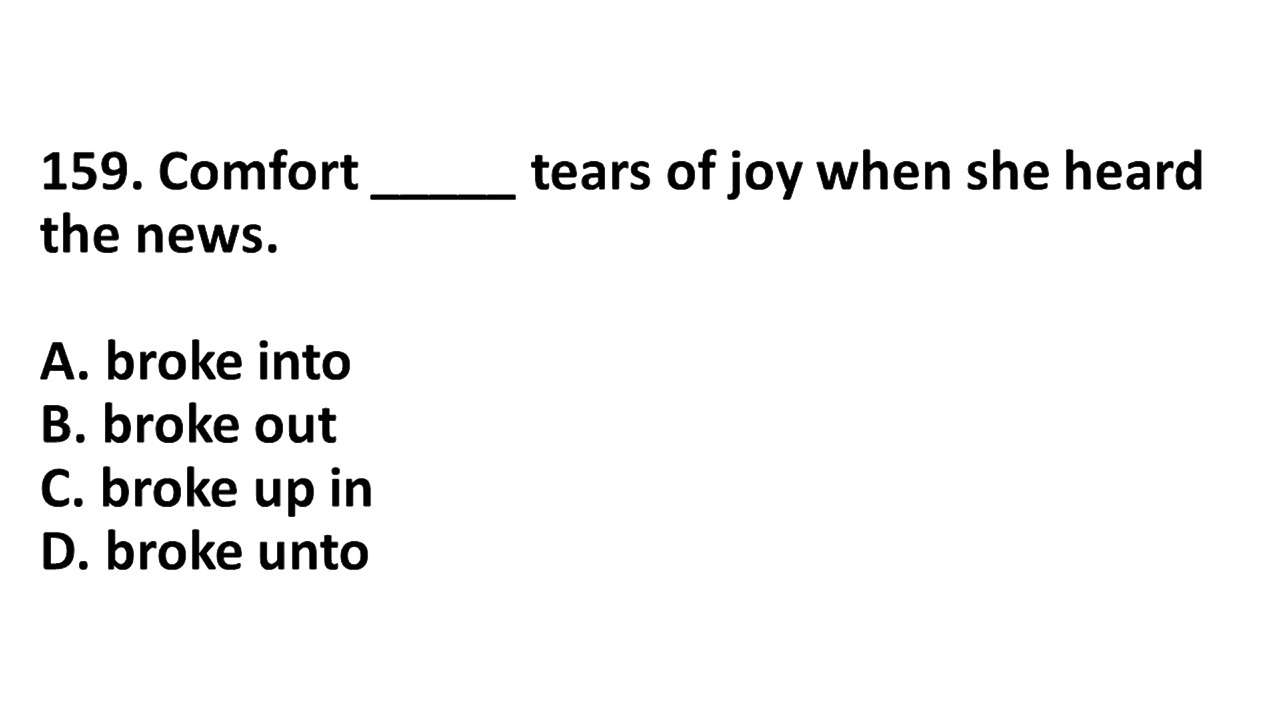 159. Comfort _____ tears of joy when she heard
the news.
A. broke into
B. broke out
C. broke up in
D. broke unto